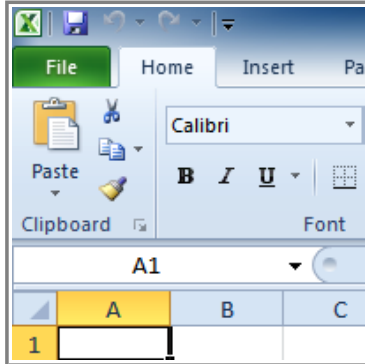 File Home Insert Pa
Calibri
Paste B I U
Clipboard Font
A1
A B C
1